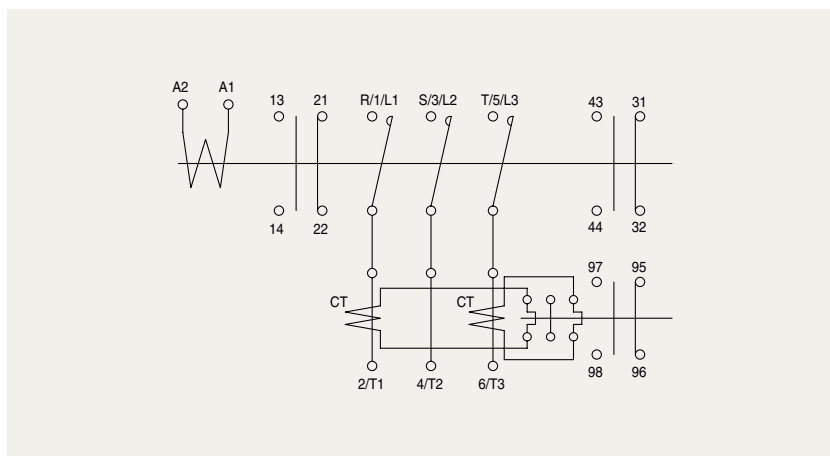 A2 A1
13 21 R/1/L1 S/3/L2 T/5/L3 43 31
14 22 44 32
97 95
CT CT
98 96
2/T1 4/T2 6/T3